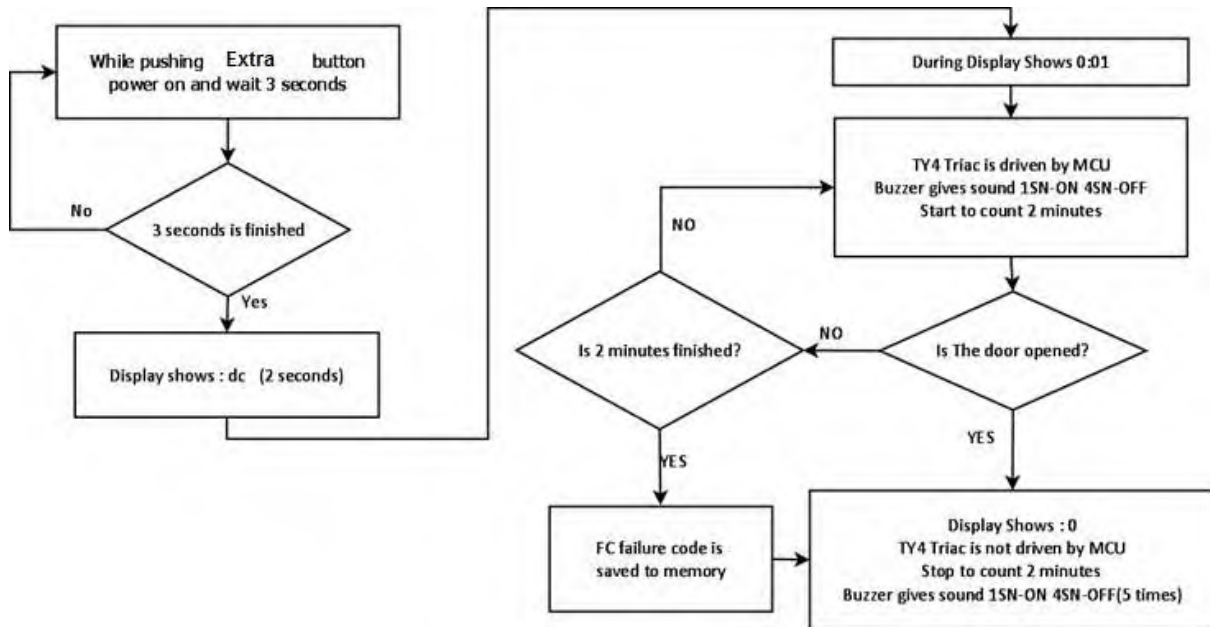 While pushing Extra button
power on and wait 3 seconds
No
3 seconds is finished
Yes
Display shows : dc (2 seconds)
During Display Shows 0:01
TY4 Triac is driven by MCU
Buzzer gives sound 1SN-ON 4SN-OFF
Start to count 2 minutes
NO
Is 2 minutes finished?
NO
Is The door opened?
YES
YES
FC failure code is
saved to memory
Display Shows : 0
TY4 Triac is not driven by MCU
Stop to count 2 minutes
Buzzer gives sound 1SN-ON 4SN-OFF(5 times)